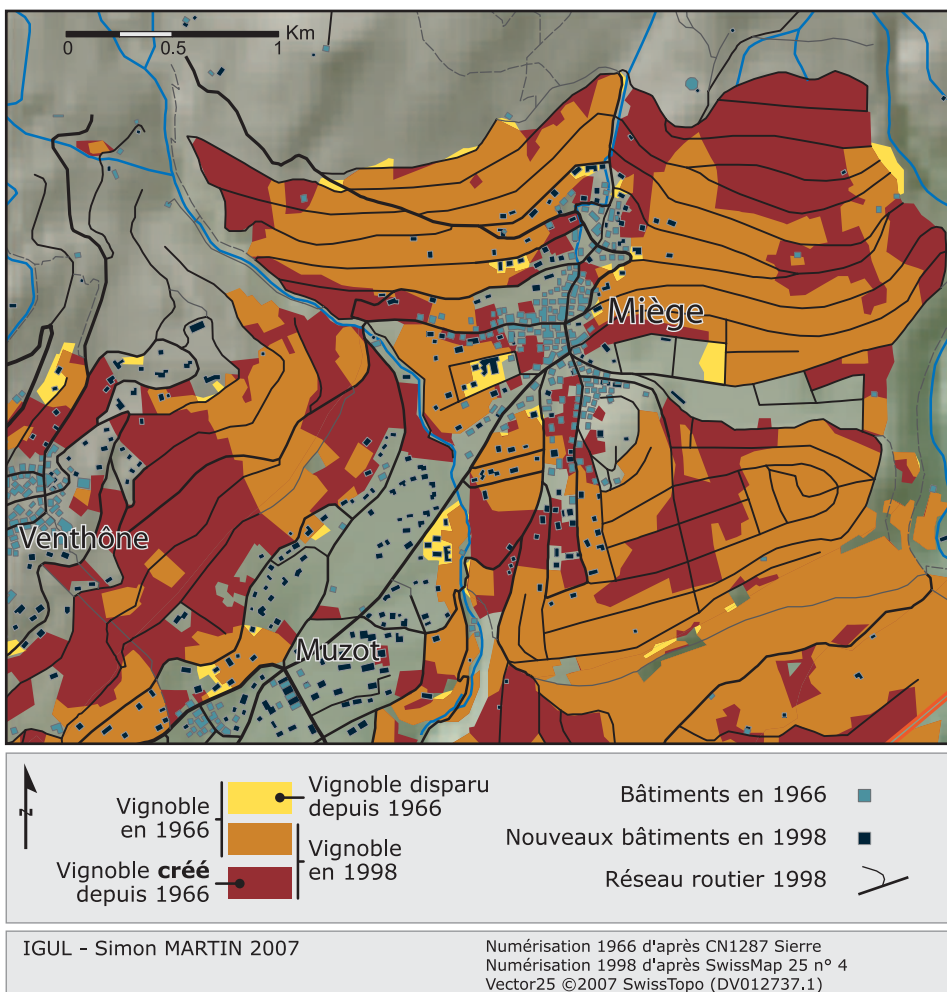 0 0.5 1 Km
Miège
Venthône
Muzot
N
Vignoble
en 1966
Vignoble disparu
depuis 1966
Vignoble
en 1998
Vignoble créé
depuis 1966
Bâtiments en 1966
Nouveaux bâtiments en 1998
Réseau routier 1998
IGUL - Simon MARTIN 2007
Numérisation 1966 d'après CN1287 Sierre
Numérisation 1998 d'après SwissMap 25 n° 4
Vector25 ©2007 SwissTopo (DV012737.1)